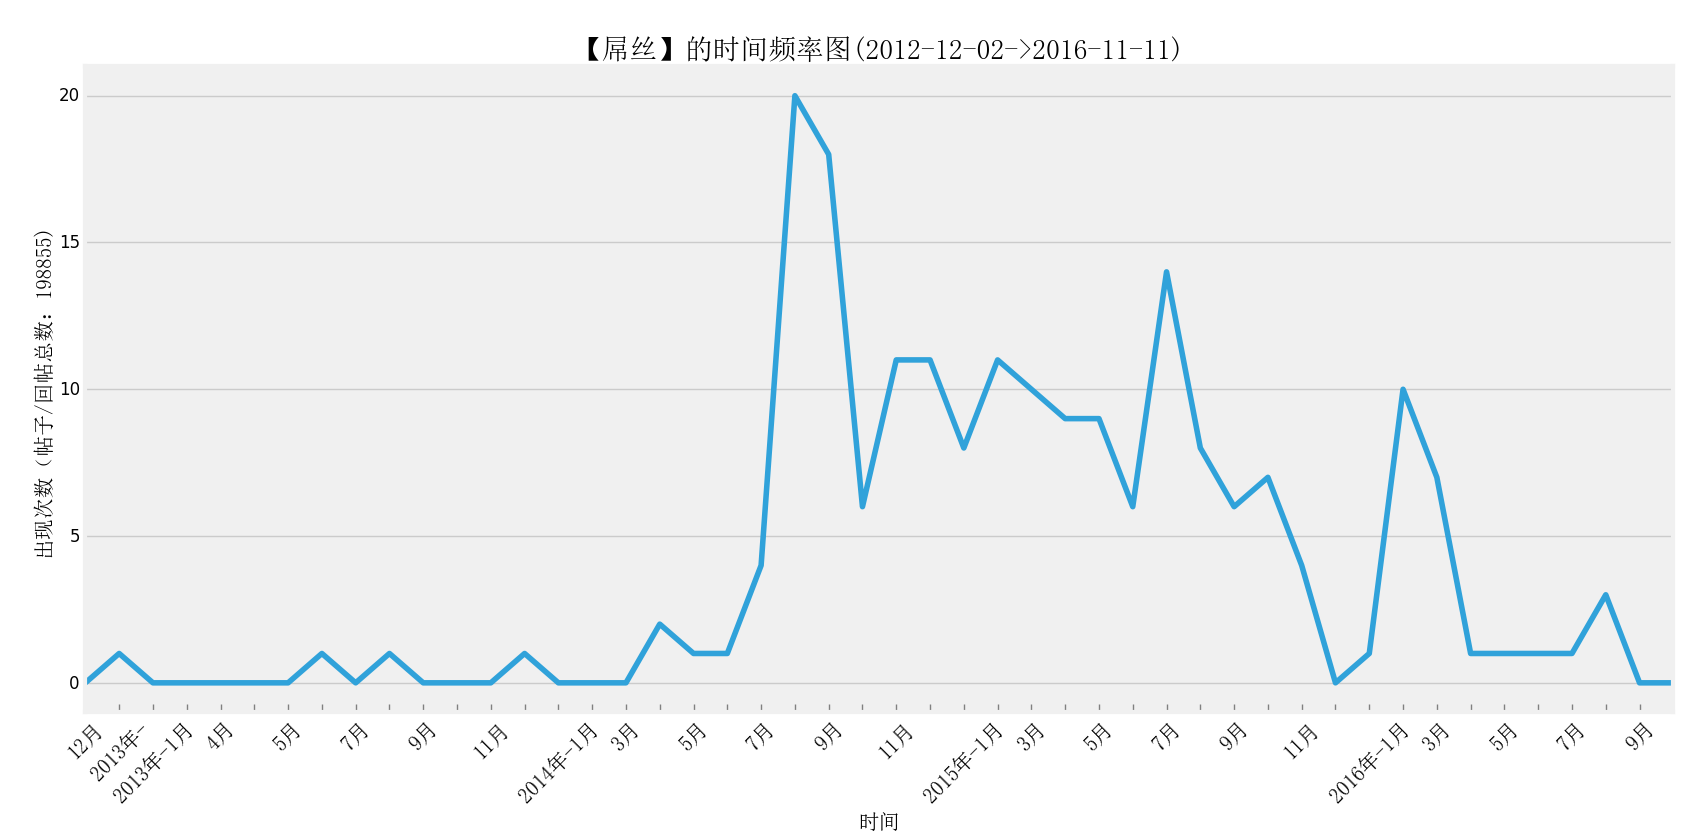 【屌丝】的时间频率图(2012-12-02->2016-11-11)
出现次数（帖子/回帖总数：198855)
20
15
10
5
0
12月
2013年-
2013年-1月
4月
5月
7月
9月
11月
2014年-1月
3月
5月
7月
9月
11月
2015年-1月
3月
5月
7月
9月
11月
2016年-1月
3月
5月
7月
9月
时间